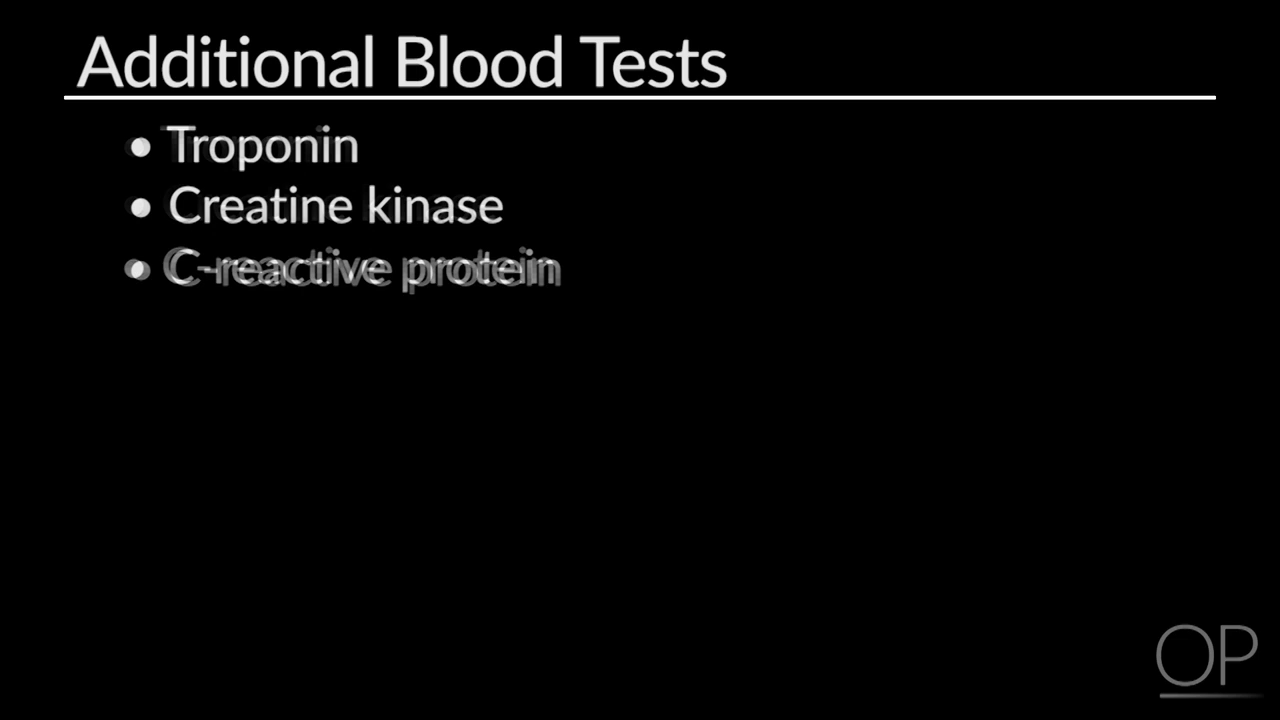 Additional Blood Tests
• Troponin
• Creatine kinase
• C-reactive protein
OP